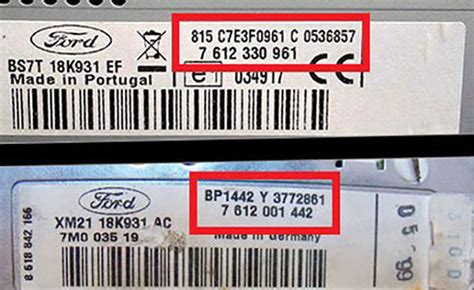 Ford
815 C7E3F0961 C 0536857
7 612 330 961
BS7T 18K931 EF
Made in Portugal
e1 034917 CE
Ford
BP1442 Y 3772861
7 612 001 442
XM21 18K931 AC
7M0 035 19
Made in Germany
8 618 842 166